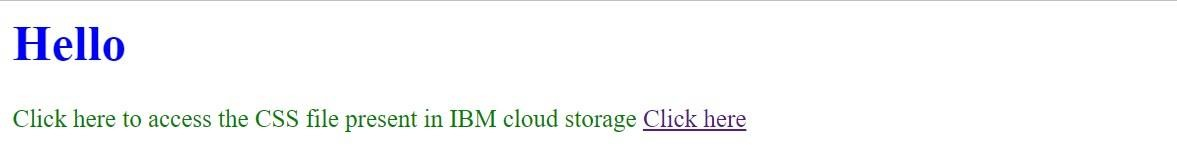 Hello
Click here to access the CSS file present in IBM cloud storage Click here